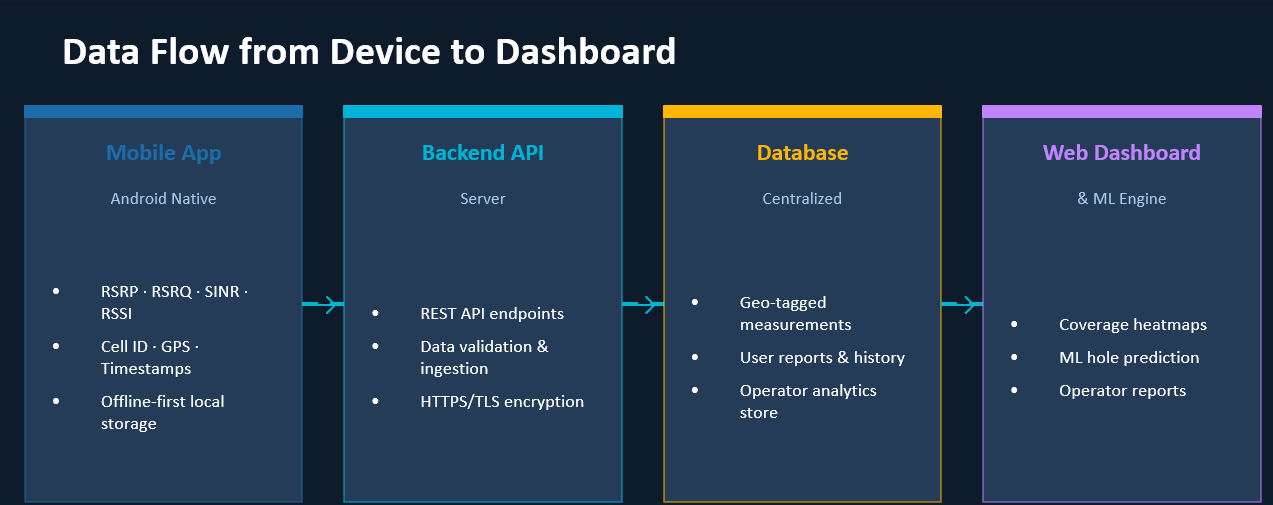 Data Flow from Device to Dashboard
Mobile App
Android Native
• RSRP · RSRQ · SINR ·
RSSI
• Cell ID · GPS ·
Timestamps
• Offline-first local
storage
Backend API
Server
• REST API endpoints
• Data validation &
ingestion
• HTTPS/TLS encryption
Database
Centralized
• Geo-tagged
measurements
• User reports & history
• Operator analytics
store
Web Dashboard
& ML Engine
• Coverage heatmaps
• ML hole prediction
• Operator reports